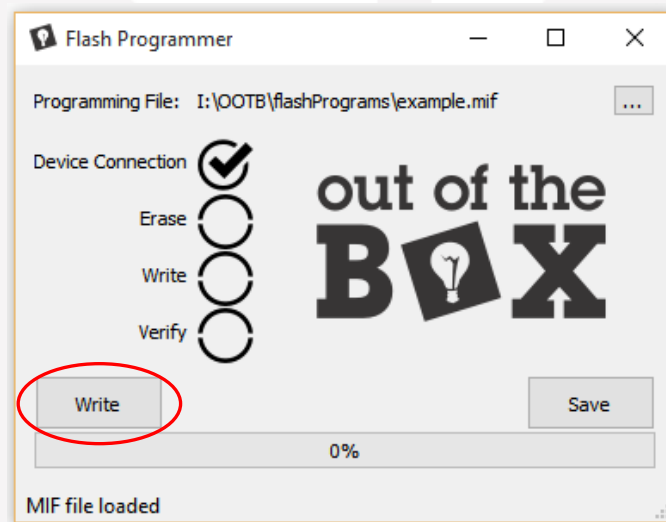 Flash Programmer
Programming File: I:\OOTB\flashPrograms\example.mif ...
Device Connection
Erase
Write
Verify
out of the
BOX
Write
Save
0%
MIF file loaded